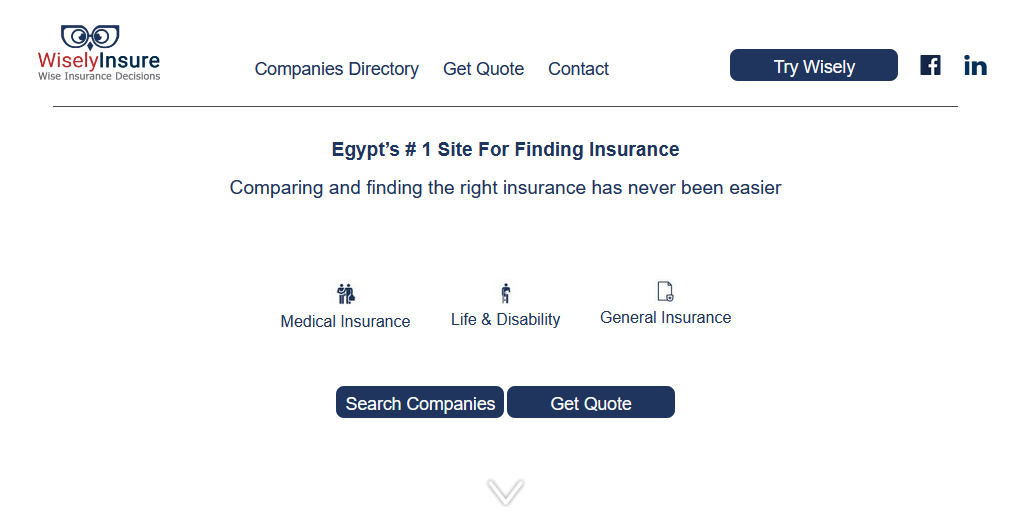 WiselyInsure
Wise Insurance Decisions
Companies Directory
Get Quote
Contact
Try Wisely
Egypt’s # 1 Site For Finding Insurance
Comparing and finding the right insurance has never been easier
Medical Insurance
Life & Disability
General Insurance
Search Companies
Get Quote